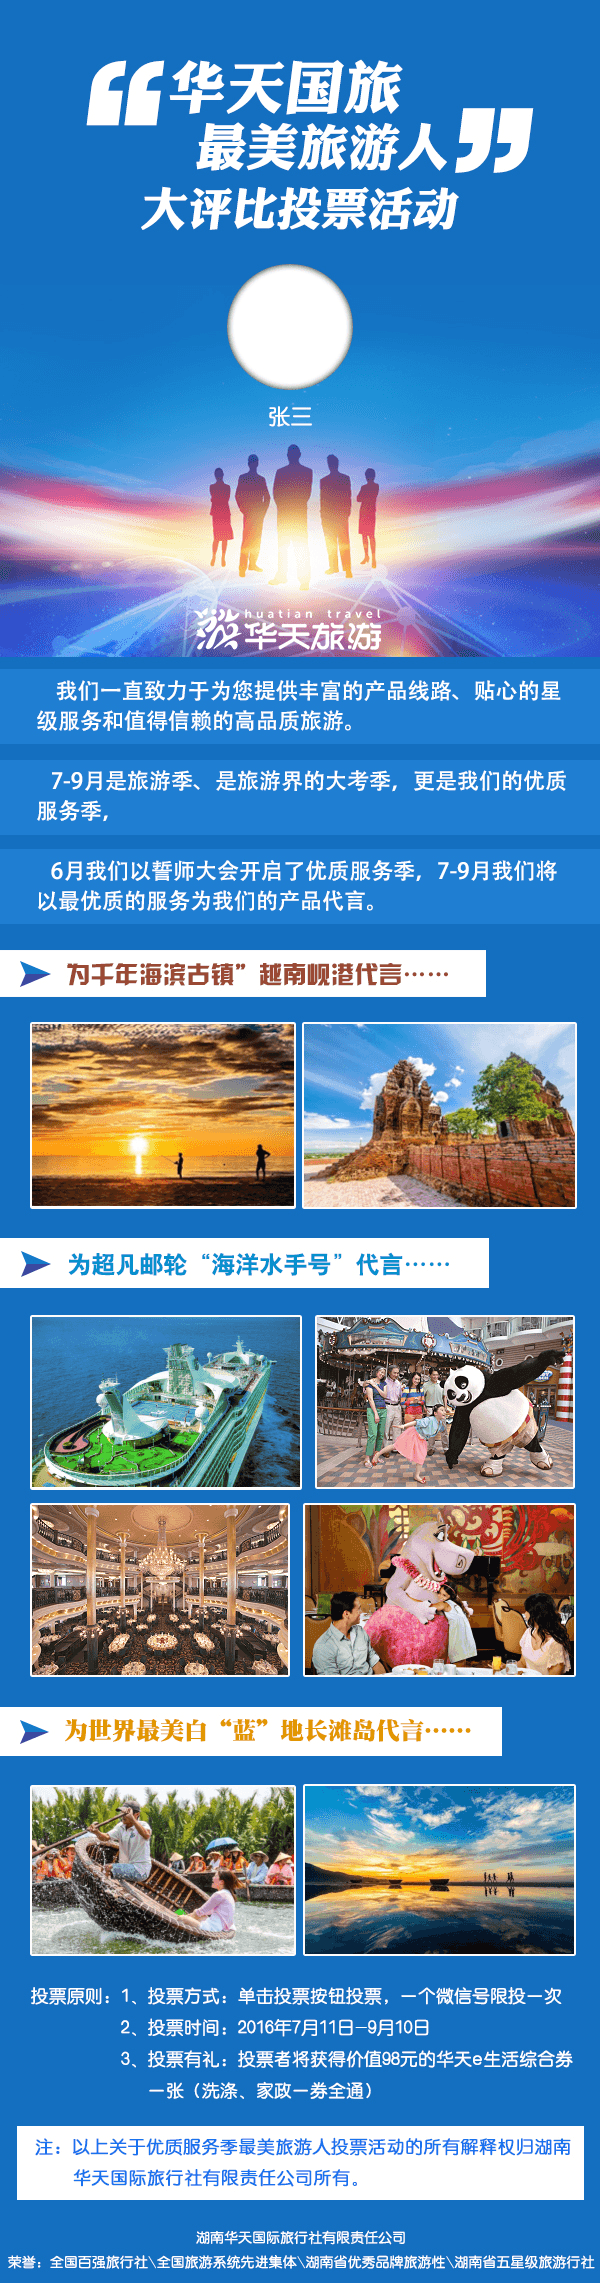 “华天国旅
最美旅游人”
大评比投票活动
张三
huatian travel
华天旅游
我们一直致力于为您提供丰富的产品线路、贴心的星
级服务和值得信赖的高品质旅游。
7-9月是旅游季、是旅游界的大考季，更是我们的优质
服务季，
6月我们以誓师大会开启了优质服务季，7-9月我们将
以最优质的服务为我们的产品代言。
为千年海滨古镇”越南岘港代言……
为超凡邮轮“海洋水手号”代言……
为世界最美白“蓝”地长滩岛代言……
投票原则：1、投票方式：单击投票按钮投票，一个微信号限投一次
2、投票时间：2016年7月11日-9月10日
3、投票有礼：投票者将获得价值98元的华天e生活综合券
一张（洗涤、家政一券全通）
注：以上关于优质服务季最美旅游人投票活动的所有解释权归湖南
华天国际旅行社有限责任公司所有。
湖南华天国际旅行社有限责任公司
荣誉：全国百强旅行社\全国旅游系统先进集体\湖南省优秀品牌旅游性\湖南省五星级旅游行社